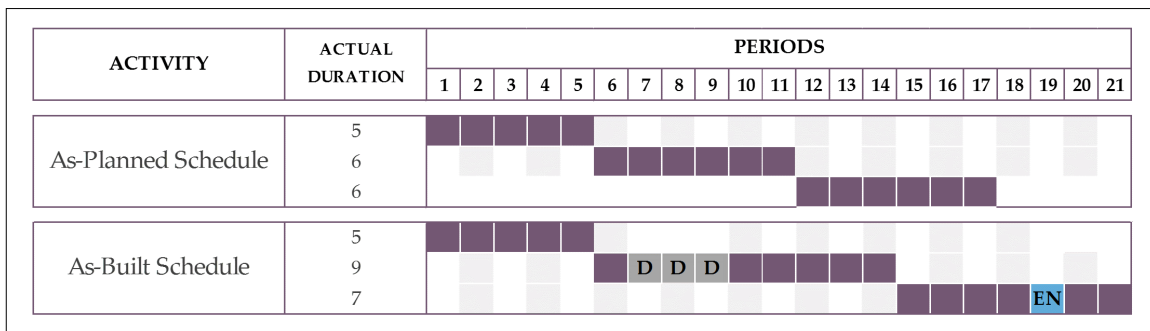 ACTIVITY
ACTUAL DURATION
PERIODS
1 2 3 4 5 6 7 8 9 10 11 12 13 14 15 16 17 18 19 20 21
As-Planned Schedule
5
6
6
As-Built Schedule
5
9 D D D
7 EN